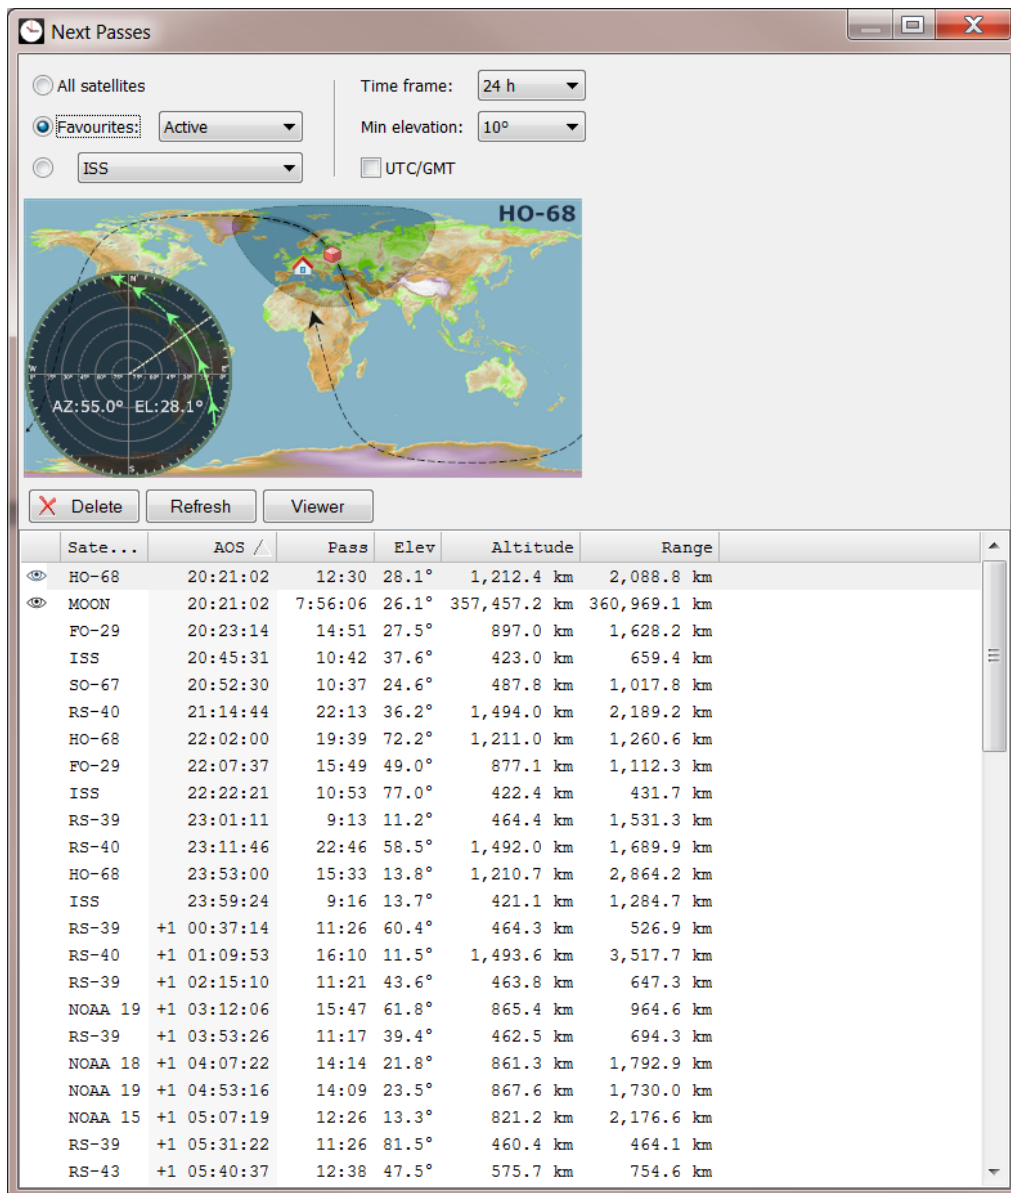 Next Passes
All satellites
Time frame: 24 h
Favourites: Active
Min elevation: 10°
ISS
UTC/GMT
HO-68
N
W E
AZ:55.0° EL:28.1°
S
Delete Refresh Viewer
Sate... AOS Pass Elev Altitude Range
HO-68 20:21:02 12:30 28.1° 1,212.4 km 2,088.8 km
MOON 20:21:02 7:56:06 26.1° 357,457.2 km 360,969.1 km
FO-29 20:23:14 14:51 27.5° 897.0 km 1,628.2 km
ISS 20:45:31 10:42 37.6° 423.0 km 659.4 km
SO-67 20:52:30 10:37 24.6° 487.8 km 1,017.8 km
RS-40 21:14:44 22:13 36.2° 1,494.0 km 2,189.2 km
HO-68 22:02:00 19:39 72.2° 1,211.0 km 1,260.6 km
FO-29 22:07:37 15:49 49.0° 877.1 km 1,112.3 km
ISS 22:22:21 10:53 77.0° 422.4 km 431.7 km
RS-39 23:01:11 9:13 11.2° 464.4 km 1,531.3 km
RS-40 23:11:46 22:46 58.5° 1,492.0 km 1,689.9 km
HO-68 23:53:00 15:33 13.8° 1,210.7 km 2,864.2 km
ISS 23:59:24 9:16 13.7° 421.1 km 1,284.7 km
RS-39 +1 00:37:14 11:26 60.4° 464.3 km 526.9 km
RS-40 +1 01:09:53 16:10 11.5° 1,493.6 km 3,517.7 km
RS-39 +1 02:15:10 11:21 43.6° 463.8 km 647.3 km
NOAA 19 +1 03:12:06 15:47 61.8° 865.4 km 964.6 km
RS-39 +1 03:53:26 11:17 39.4° 462.5 km 694.3 km
NOAA 18 +1 04:07:22 14:14 21.8° 861.3 km 1,792.9 km
NOAA 19 +1 04:53:16 14:09 23.5° 867.6 km 1,730.0 km
NOAA 15 +1 05:07:19 12:26 13.3° 821.2 km 2,176.6 km
RS-39 +1 05:31:22 11:26 81.5° 460.4 km 464.1 km
RS-43 +1 05:40:37 12:38 47.5° 575.7 km 754.6 km